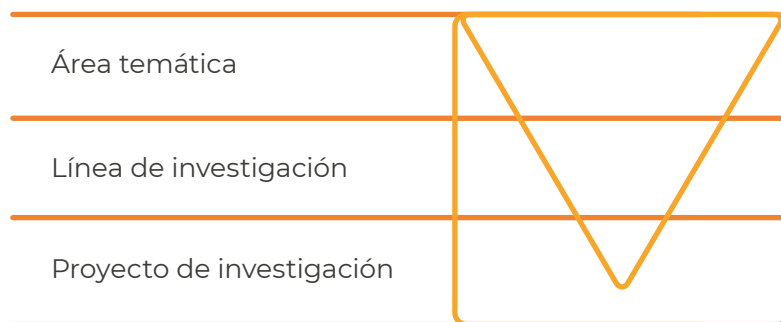 Área temática
Línea de investigación
Proyecto de investigación